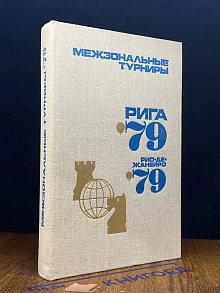 МЕЖЗОНАЛЬНЫЕ
ТУРНИРЫ
РИГА
'79
РИО-ДЕ-
ЖАНЕЙРО
'79
МЕЖЗОНАЛЬНЫЕ ТУРНИРЫ · '79